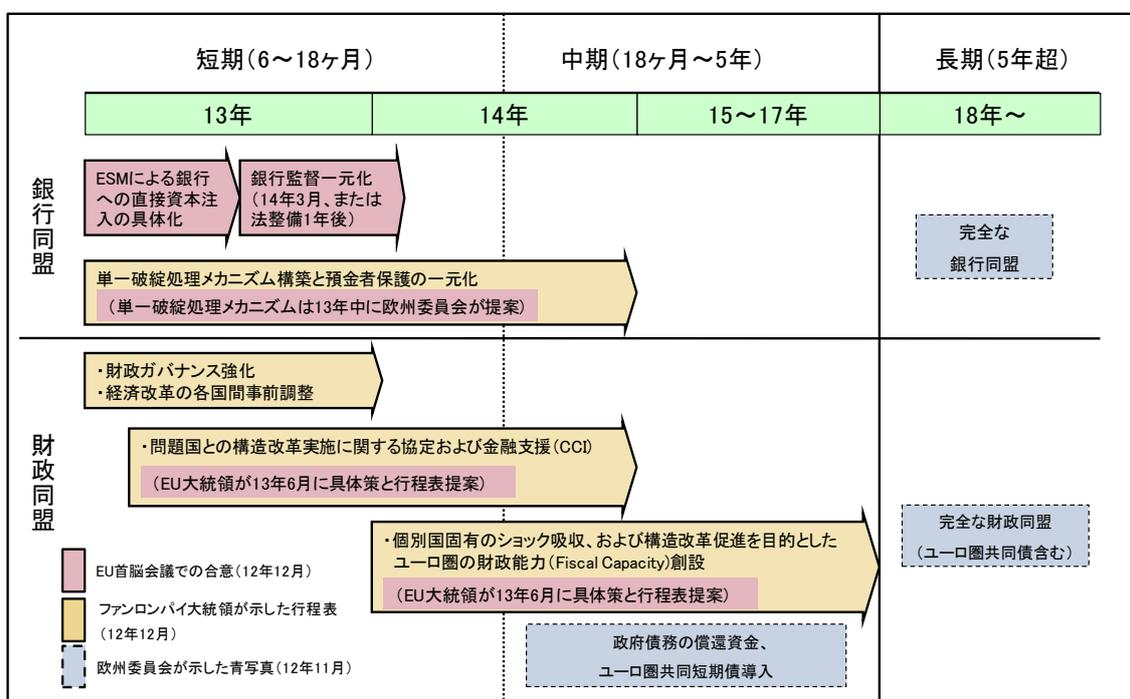 短期(6～18ヶ月)
中期(18ヶ月～5年)
長期(5年超)
13年
14年
15～17年
18年～
銀行同盟
ESMによる銀行
への直接資本注
入の具体化
銀行監督一元化
(14年3月、または
法整備1年後)
完全な
銀行同盟
単一破綻処理メカニズム構築と預金者保護の一元化
(単一破綻処理メカニズムは13年中に欧州委員会が提案)
財政同盟
・財政ガバナンス強化
・経済改革の各国間事前調整
・問題国との構造改革実施に関する協定および金融支援(CCI)
(EU大統領が13年6月に具体策と行程表提案)
・個別国固有のショック吸収、および構造改革促進を目的とした
ユーロ圏の財政能力(Fiscal Capacity)創設
(EU大統領が13年6月に具体策と行程表提案)
完全な財政同盟
(ユーロ圏共同債含む)
政府債務の償還資金、
ユーロ圏共同短期債導入
EU首脳会議での合意(12年12月)
ファンロンパイ大統領が示した行程表
(12年12月)
欧州委員会が示した青写真(12年11月)